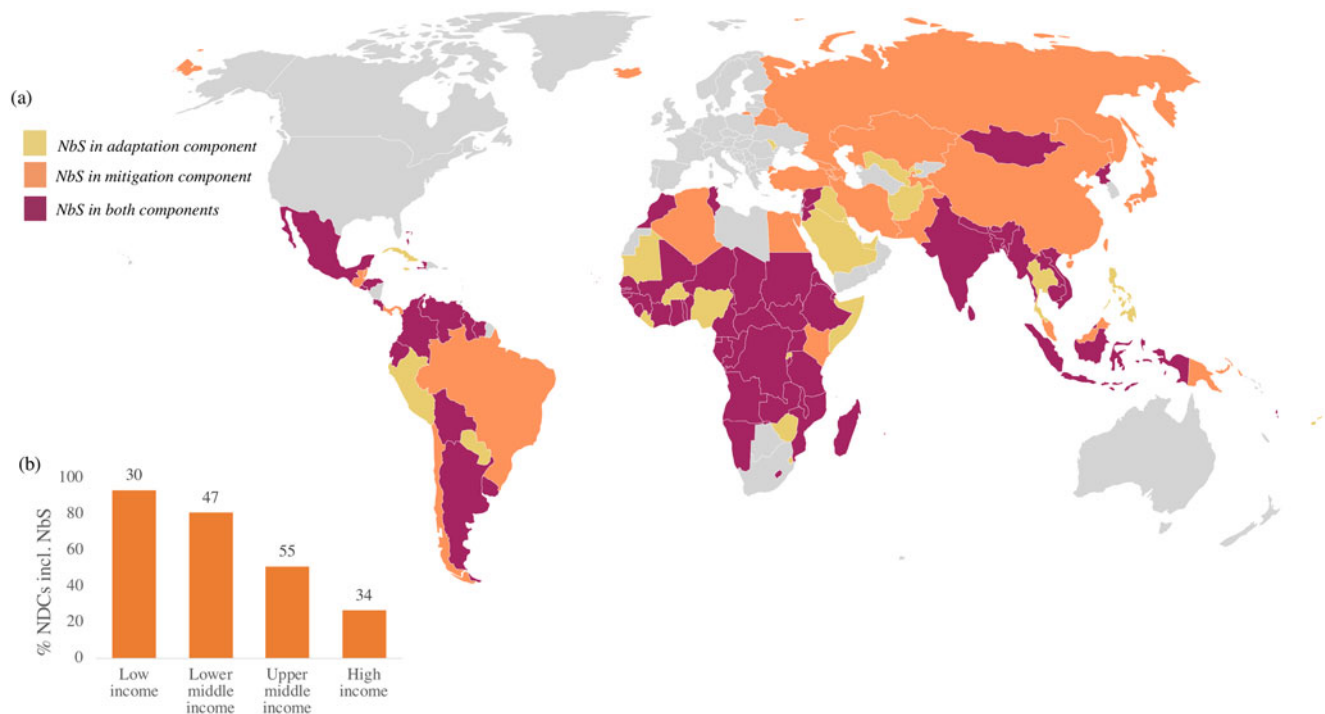 (a)
NbS in adaptation component
NbS in mitigation component
NbS in both components
(b)
% NDCs incl. NbS
100
80
60
40
20
0
30
47
55
34
Low
income
Lower
middle
income
Upper
middle
income
High
income